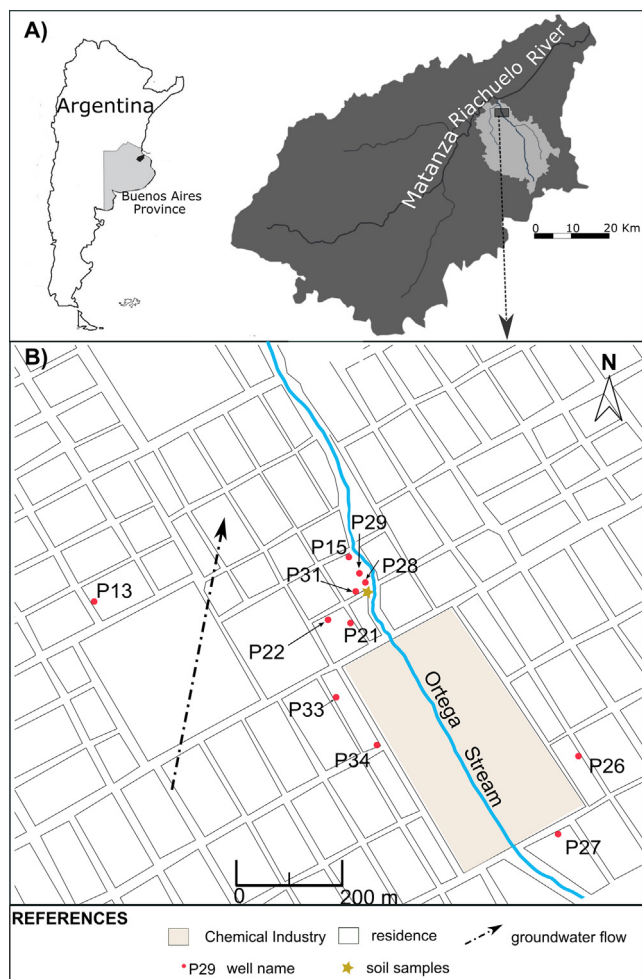 A)
Argentina
Buenos Aires
Province
Matanza Riachuelo River
0 10 20 Km
B)
N
P29
P15
P28
P31
P13
P22
P21
Ortega Stream
P33
P34
P26
P27
0 200 m
REFERENCES
Chemical Industry
residence
groundwater flow
P29 well name
soil samples